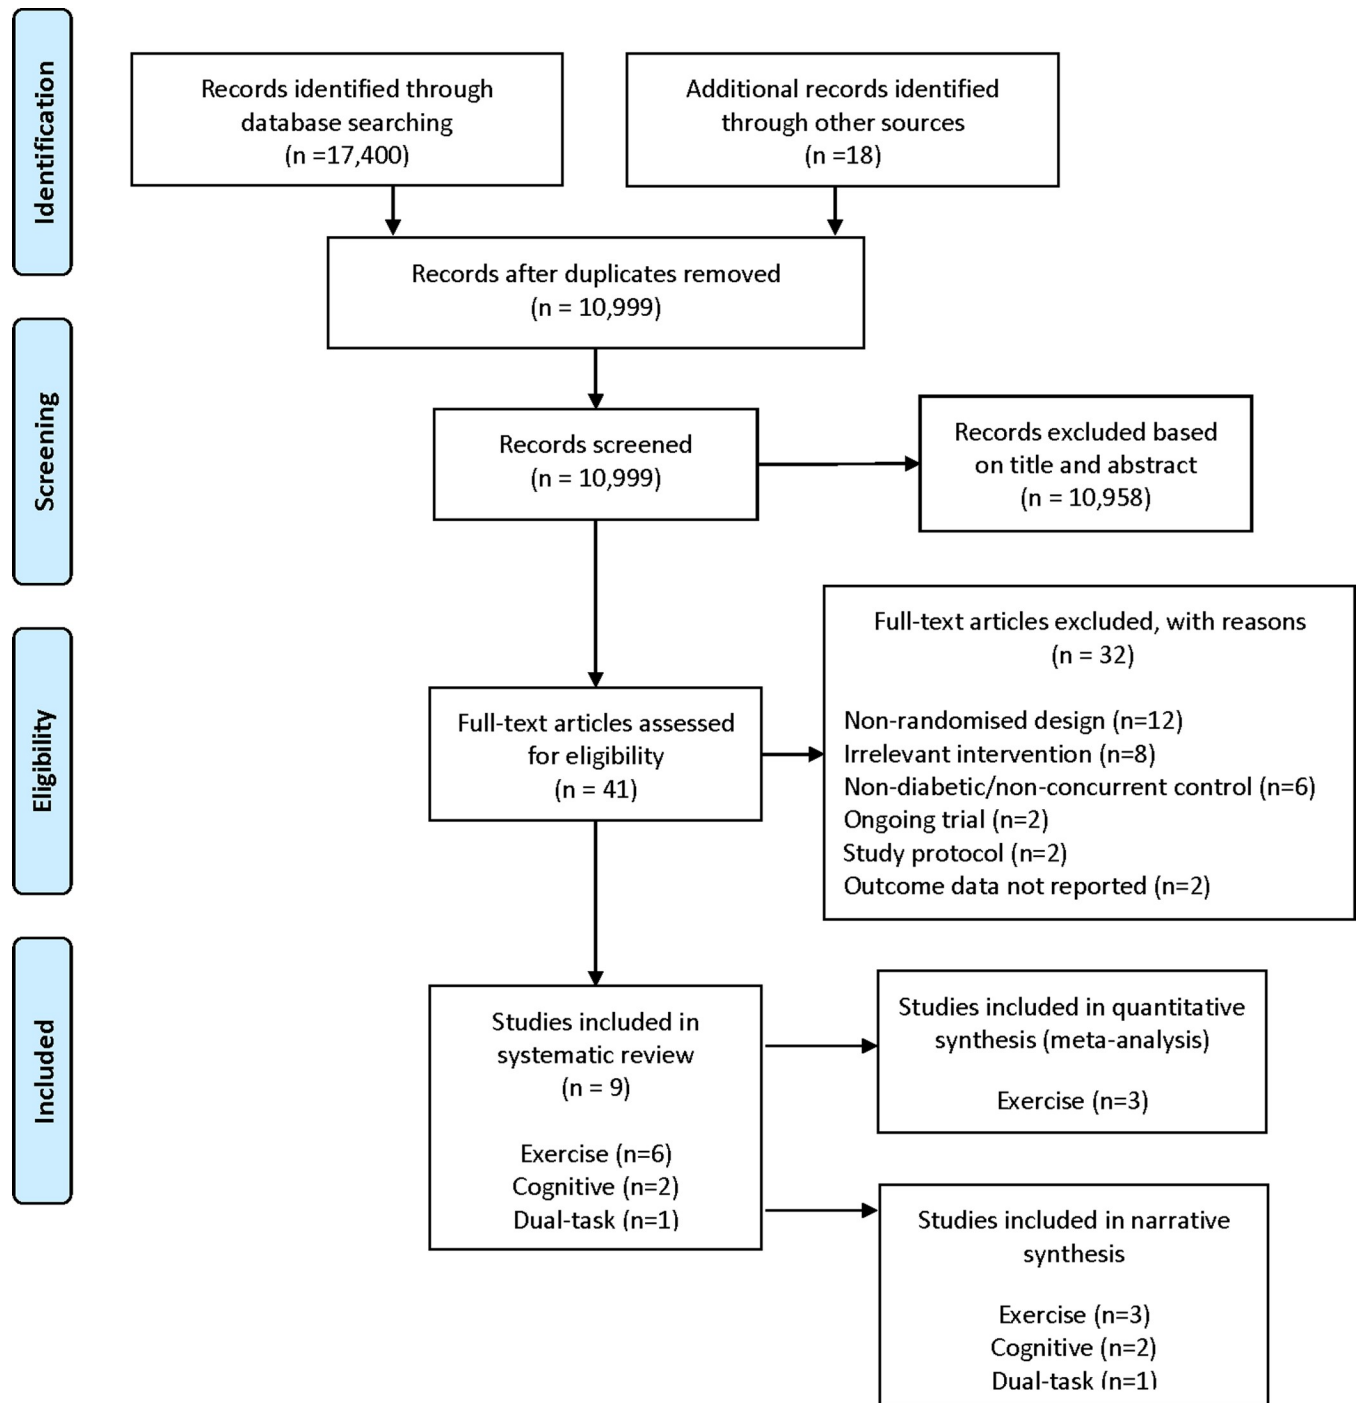 Identification
Records identified through
database searching
(n =17,400)
Additional records identified
through other sources
(n =18)
Records after duplicates removed
(n = 10,999)
Screening
Records screened
(n = 10,999)
Records excluded based
on title and abstract
(n = 10,958)
Eligibility
Full-text articles assessed
for eligibility
(n = 41)
Full-text articles excluded, with reasons
(n = 32)
Non-randomised design (n=12)
Irrelevant intervention (n=8)
Non-diabetic/non-concurrent control (n=6)
Ongoing trial (n=2)
Study protocol (n=2)
Outcome data not reported (n=2)
Included
Studies included in
systematic review
(n = 9)
Exercise (n=6)
Cognitive (n=2)
Dual-task (n=1)
Studies included in quantitative
synthesis (meta-analysis)
Exercise (n=3)
Studies included in narrative
synthesis
Exercise (n=3)
Cognitive (n=2)
Dual-task (n=1)